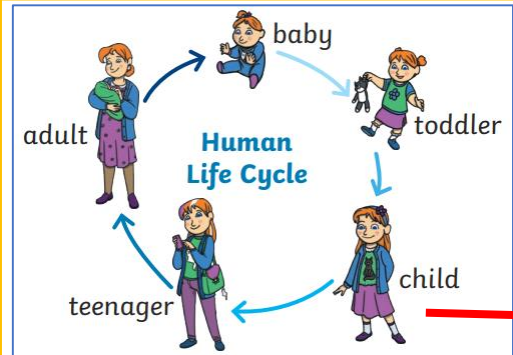 baby
toddler
child
teenager
adult
Human
Life Cycle